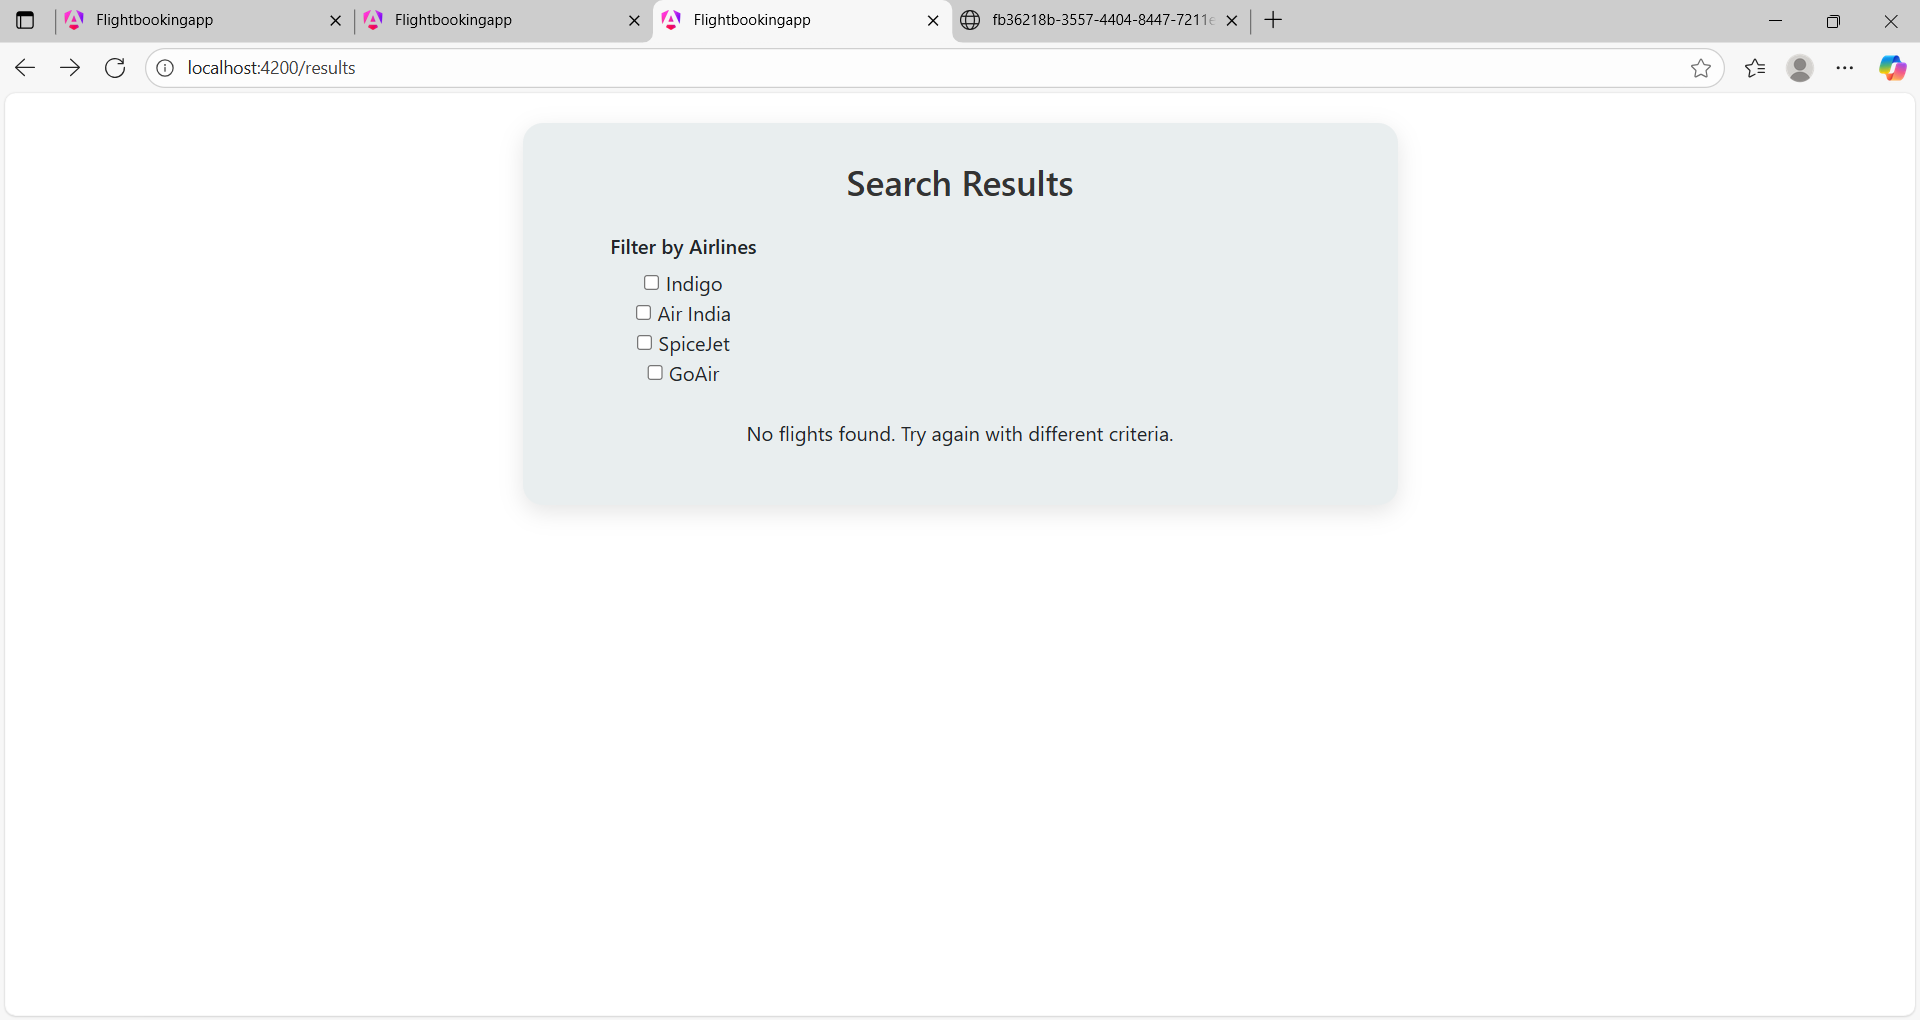 Flightbookingapp
Flightbookingapp
Flightbookingapp
fb36218b-3557-4404-8447-7211
localhost:4200/results
Search Results
Filter by Airlines
Indigo
Air India
SpiceJet
GoAir
No flights found. Try again with different criteria.